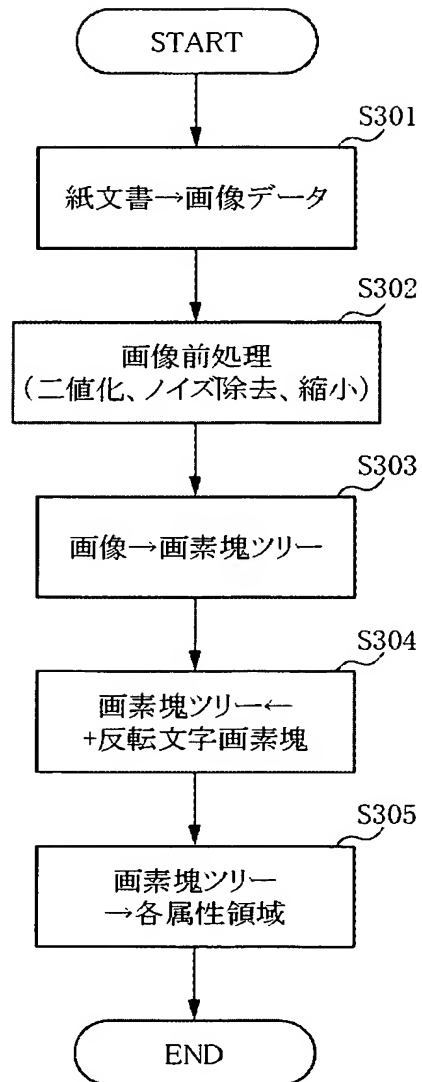 START
S301
紙文書→画像データ
S302
画像前処理
（二値化、ノイズ除去、縮小）
S303
画像→画素塊ツリー
S304
画素塊ツリー←
+反転文字画素塊
S305
画素塊ツリー
→各属性領域
END